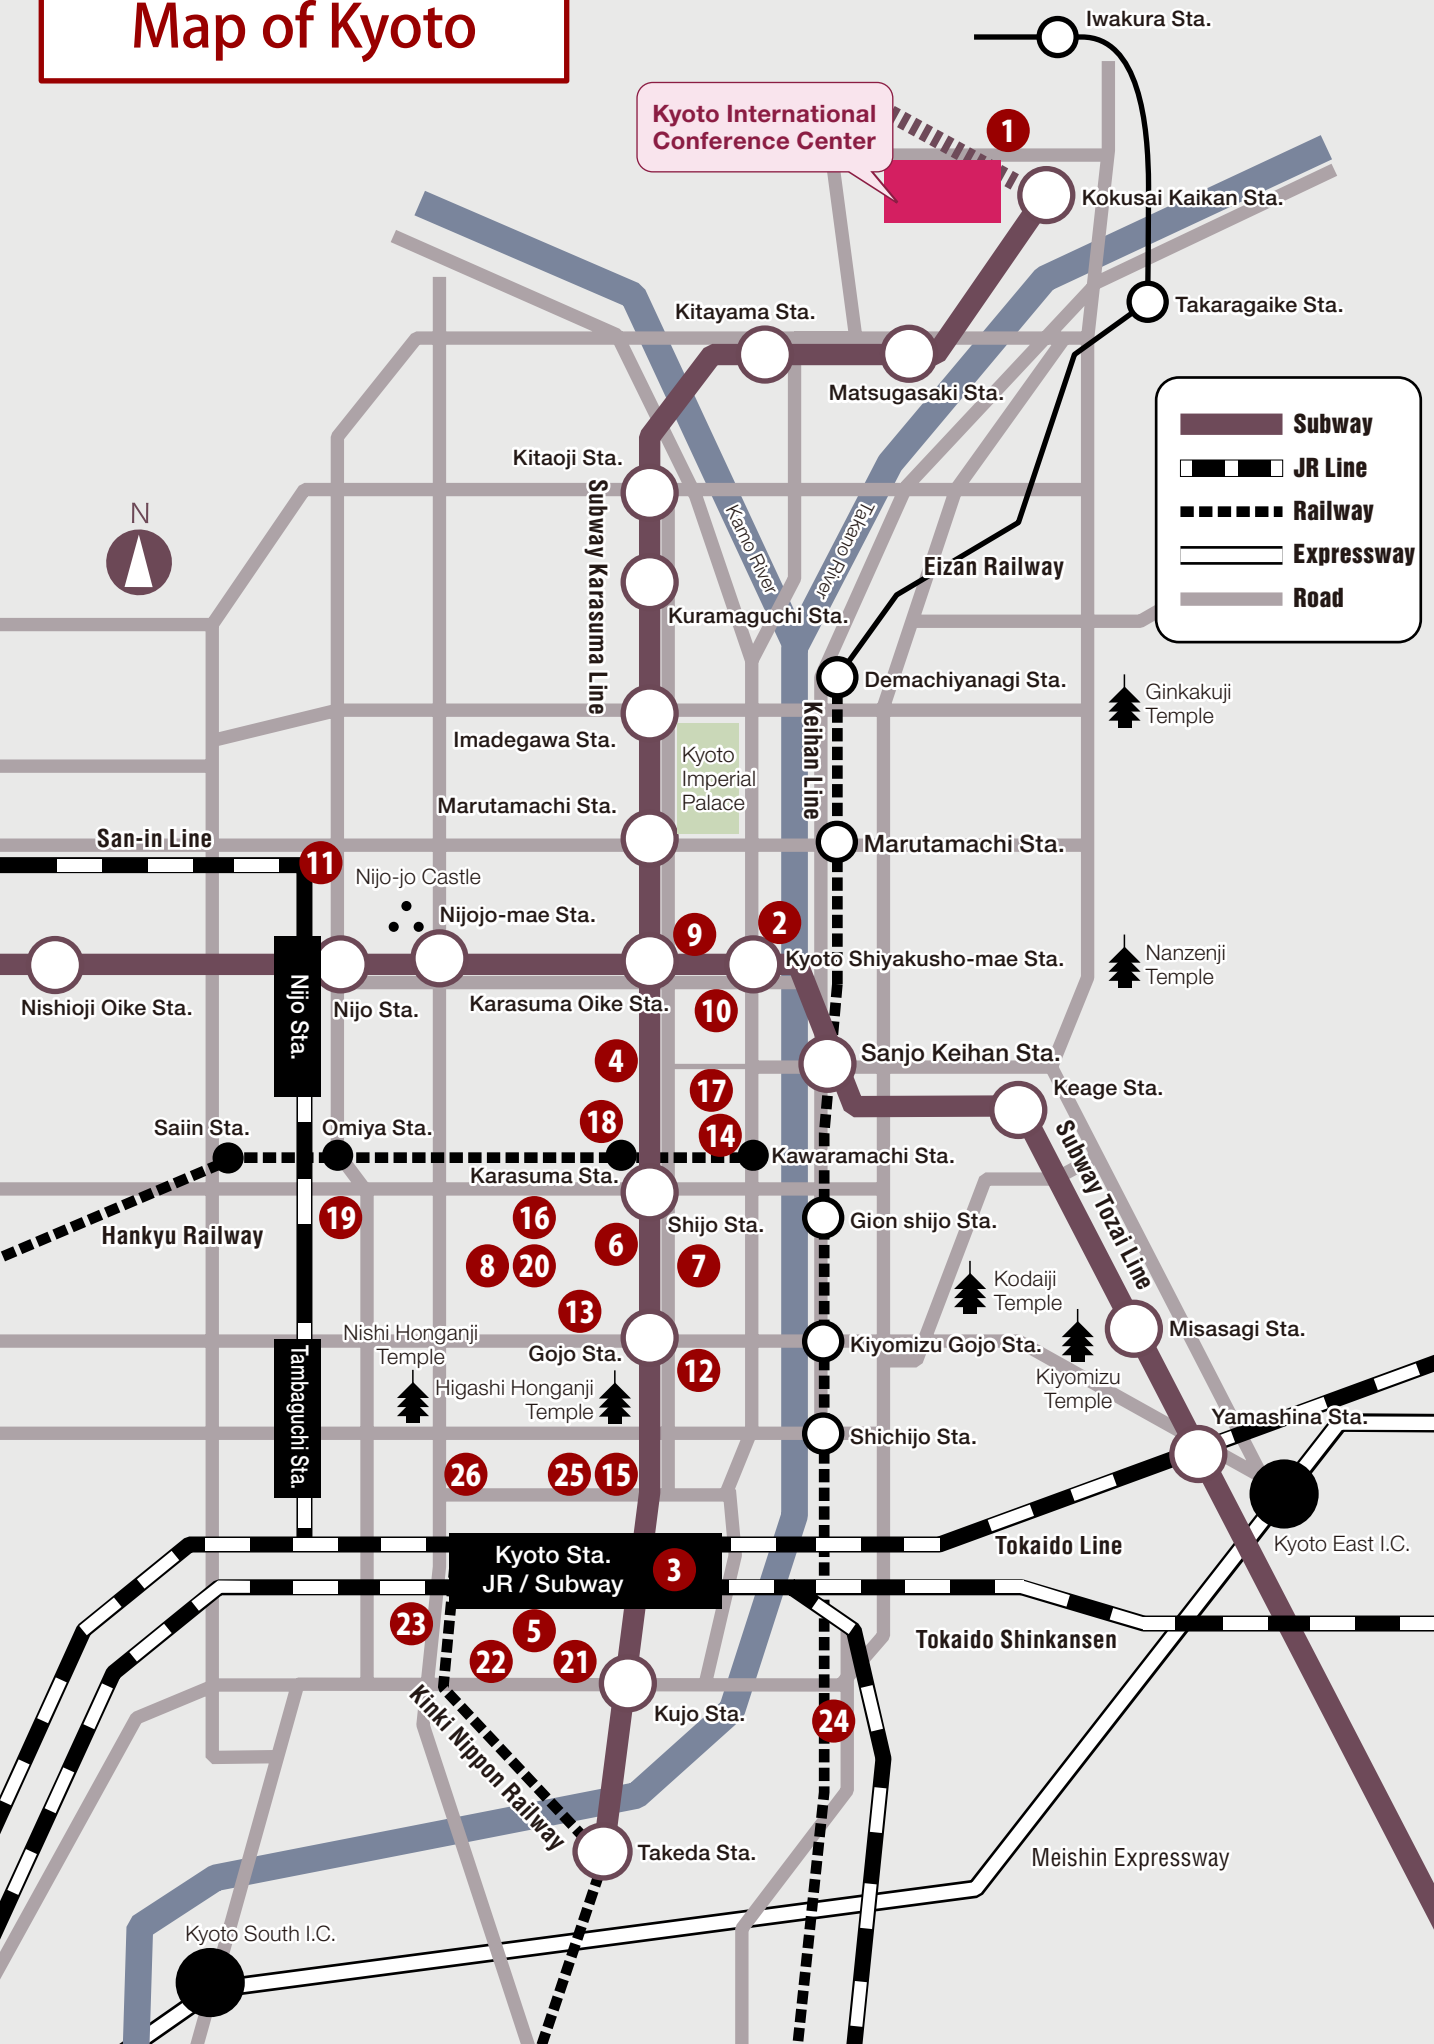 Map of Kyoto
Iwakura Sta.
Kyoto International
Conference Center
1
Kokusai Kaikan Sta.
Takaragaike Sta.
Kitayama Sta.
Matsugasaki Sta.
Subway
JR Line
Railway
Expressway
Road
Kitaoji Sta.
Subway Karasuma Line
N
Kamo River
Takano River
Eizan Railway
Kuramaguchi Sta.
Demachiyanagi Sta.
Ginkakuji
Temple
Imadegawa Sta.
Keihan Line
Kyoto
Imperial
Palace
Marutamachi Sta.
Marutamachi Sta.
San-in Line
11
Nijo-jo Castle
Nijojo-mae Sta.
9
2
Kyoto Shiyakusho-mae Sta.
Nanzenji
Temple
Nishioji Oike Sta.
Nijo Sta.
Nijo Sta.
Karasuma Oike Sta.
10
4
Sanjo Keihan Sta.
Keage Sta.
17
18
14
Saiin Sta.
Omiya Sta.
Karasuma Sta.
Kawaramachi Sta.
Subway Tozai Line
Hankyu Railway
19
16
6
Shijo Sta.
Gion shijo Sta.
8
20
7
13
Kodaiji
Temple
Nishi Honganji
Temple
Gojo Sta.
Kiyomizu Gojo Sta.
Misasagi Sta.
Tambaguchi Sta.
Higashi Honganji
Temple
12
Kiyomizu
Temple
Shichijo Sta.
Yamashina Sta.
26
25
15
Kyoto Sta.
JR / Subway
3
Tokaido Line
Kyoto East I.C.
23
5
22
21
Tokaido Shinkansen
Kinki Nippon Railway
Kujo Sta.
24
Takeda Sta.
Meishin Expressway
Kyoto South I.C.